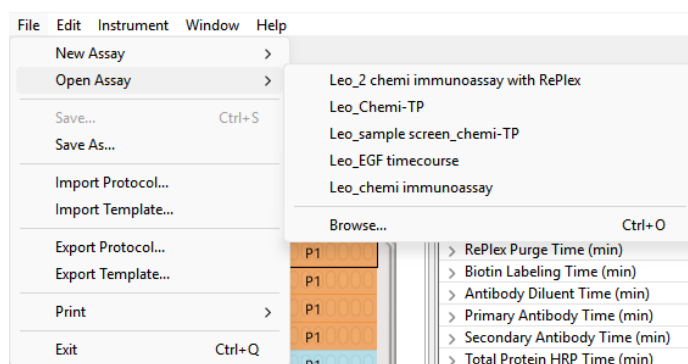 File Edit Instrument Window Help
New Assay >
Open Assay >
Save... Ctrl+S
Save As...
Import Protocol...
Import Template...
Export Protocol...
Export Template...
Print >
Exit Ctrl+Q
Leo_2 chemi immunoassay with RePlex
Leo_Chemi-TP
Leo_sample screen_chemi-TP
Leo_EGF timecourse
Leo_chemi immunoassay
Browse... Ctrl+O
P1
P1
P1
P1
P1
> RePlex Purge Time (min)
> Biotin Labeling Time (min)
> Antibody Diluent Time (min)
> Primary Antibody Time (min)
> Secondary Antibody Time (min)
> Total Protein HRP Time (min)